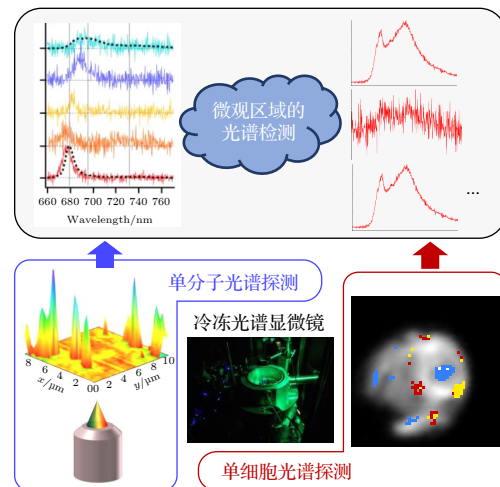 微观区域的
光谱检测
...
660 680 700 720 740 760
Wavelength/nm
单分子光谱探测
冷冻光谱显微镜
8 6 4 2 0
x/μm
0 2 4 6 8 10
y/μm
单细胞光谱探测